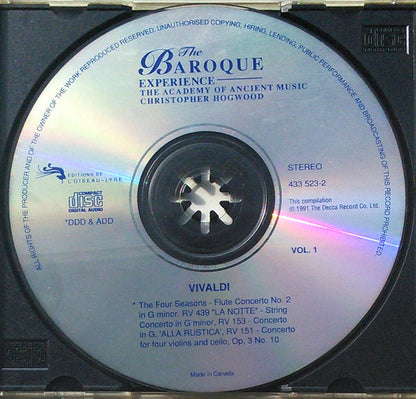 ALL RIGHTS OF THE PRODUCER AND OF THE OWNER OF THE WORK REPRODUCED RESERVED. UNAUTHORISED COPYING, HIRING, LENDING, PUBLIC PERFORMANCE AND BROADCASTING OF THIS RECORD PROHIBITED.
The
BAROQUE
EXPERIENCE
THE ACADEMY OF ANCIENT MUSIC
CHRISTOPHER HOGWOOD
EDITIONS DE
L'OISEAU-LYRE
COMPACT
disc
DIGITAL AUDIO
*DDD & ADD
STEREO
433 523-2
This compilation
℗ 1991 The Decca Record Co. Ltd.
VOL. 1
VIVALDI
* The Four Seasons - Flute Concerto No. 2
in G minor, RV 439 "LA NOTTE" - String
Concerto in G minor, RV 153 - Concerto
in G, 'ALLA RUSTICA', RV 151 - Concerto
for four violins and cello, Op. 3 No. 10
Made in Canada